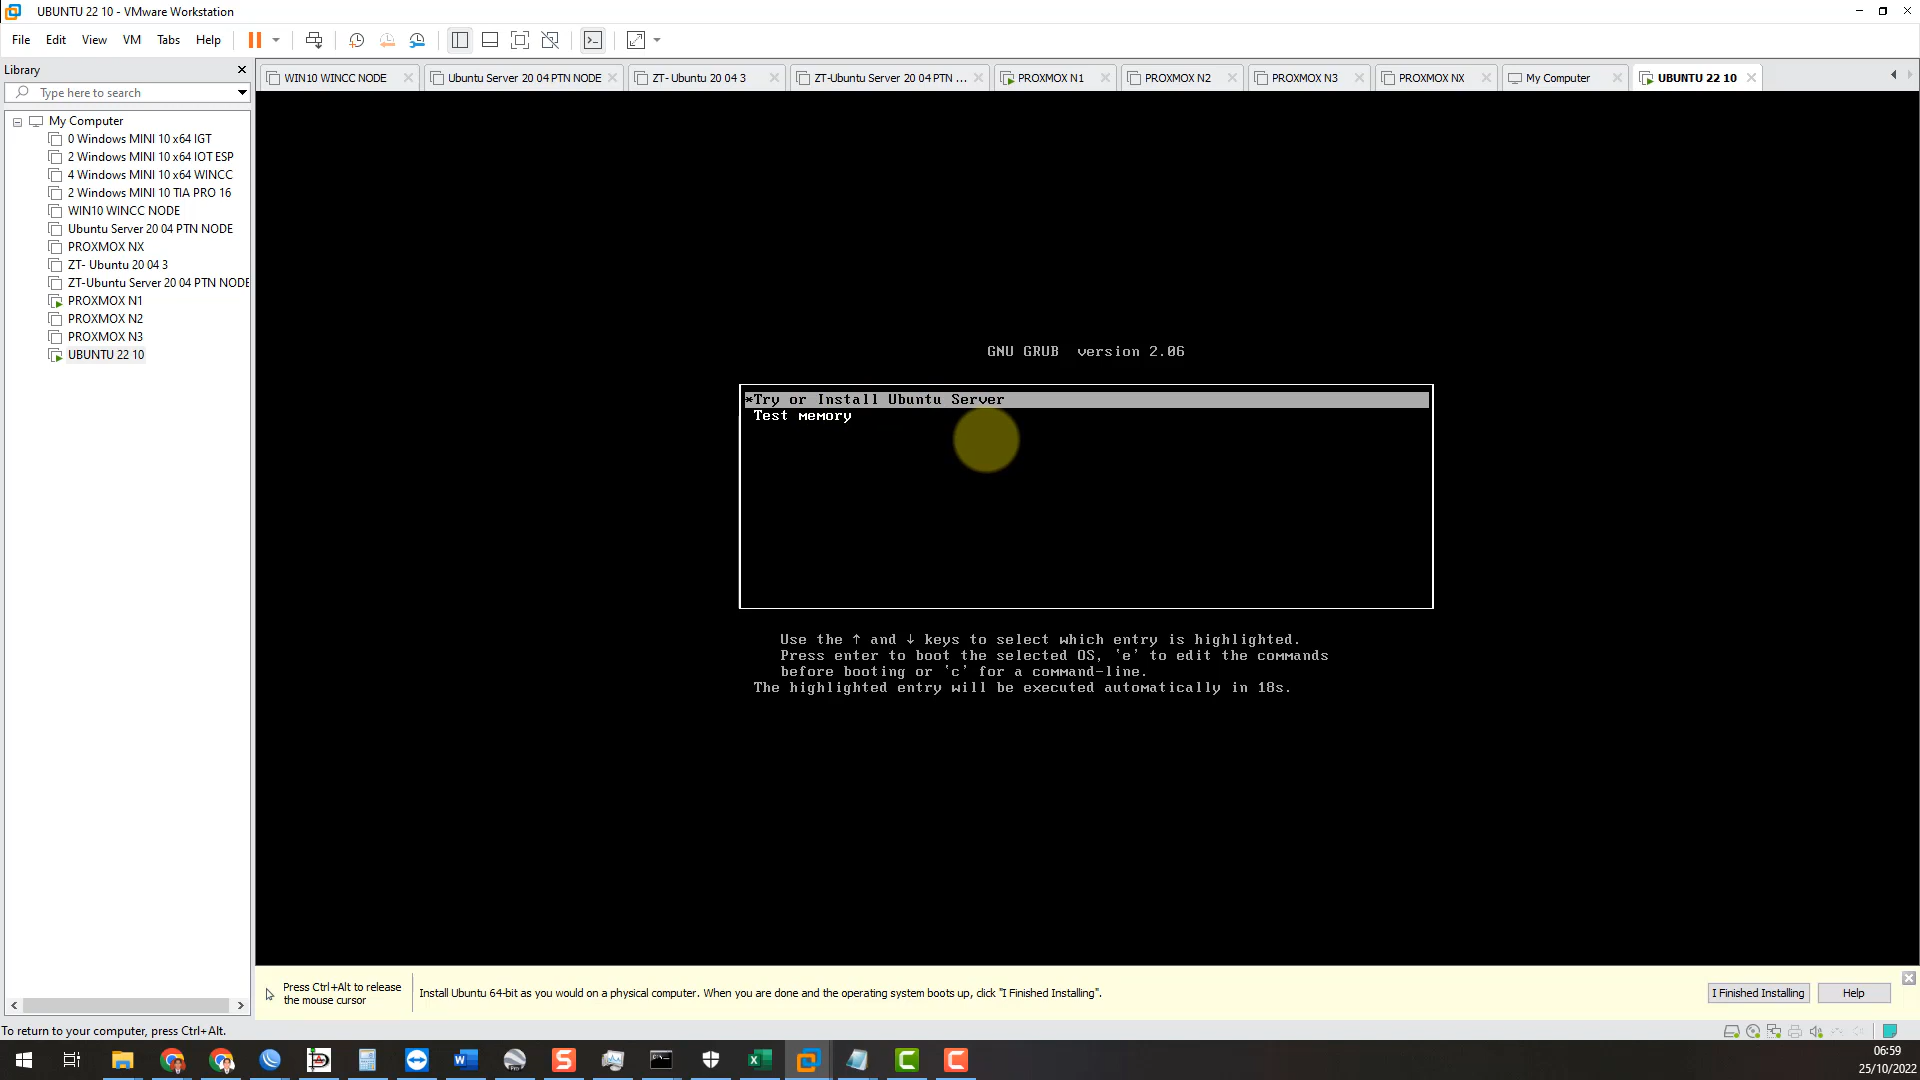 UBUNTU 22 10 - VMware Workstation
File Edit View VM Tabs Help
Library
Type here to search
My Computer
0 Windows MINI 10 x64 IGT
2 Windows MINI 10 x64 IOT ESP
4 Windows MINI 10 x64 WINCC
2 Windows MINI 10 TIA PRO 16
WIN10 WINCC NODE
Ubuntu Server 20 04 PTN NODE
PROXMOX NX
ZT- Ubuntu 20 04 3
ZT-Ubuntu Server 20 04 PTN NODE
PROXMOX N1
PROXMOX N2
PROXMOX N3
UBUNTU 22 10
WIN10 WINCC NODE Ubuntu Server 20 04 PTN NODE ZT- Ubuntu 20 04 3 ZT-Ubuntu Server 20 04 PTN ... PROXMOX N1 PROXMOX N2 PROXMOX N3 PROXMOX NX My Computer UBUNTU 22 10
GNU GRUB version 2.06
*Try or Install Ubuntu Server
Test memory
Use the ↑ and ↓ keys to select which entry is highlighted.
Press enter to boot the selected OS, `e' to edit the commands
before booting or `c' for a command-line.
The highlighted entry will be executed automatically in 18s.
Press Ctrl+Alt to release
the mouse cursor
Install Ubuntu 64-bit as you would on a physical computer. When you are done and the operating system boots up, click "I Finished Installing".
I Finished Installing Help
To return to your computer, press Ctrl+Alt.
06:59
25/10/2022